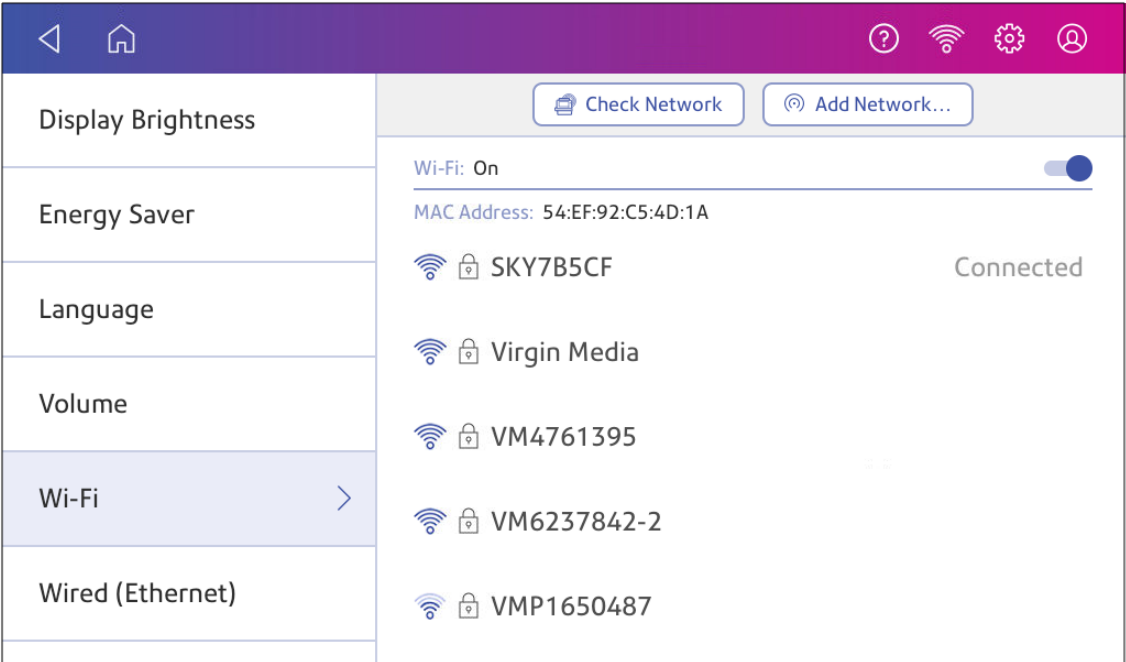 Display Brightness
Energy Saver
Language
Volume
Wi-Fi
Wired (Ethernet)
Check Network
Add Network...
Wi-Fi: On
MAC Address: 54:EF:92:C5:4D:1A
SKY7B5CF Connected
Virgin Media
VM4761395
VM6237842-2
VMP1650487